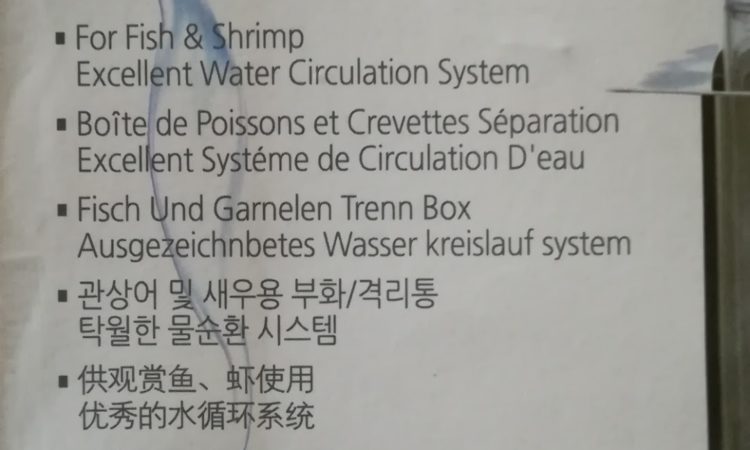 ▪ For Fish & Shrimp
Excellent Water Circulation System
▪ Boîte de Poissons et Crevettes Séparation
Excellent Systéme de Circulation D'eau
▪ Fisch Und Garnelen Trenn Box
Ausgezeichnbetes Wasser kreislauf system
▪ 관상어 및 새우용 부화/격리통
탁월한 물순환 시스템
▪ 供观赏鱼、虾使用
优秀的水循环系统